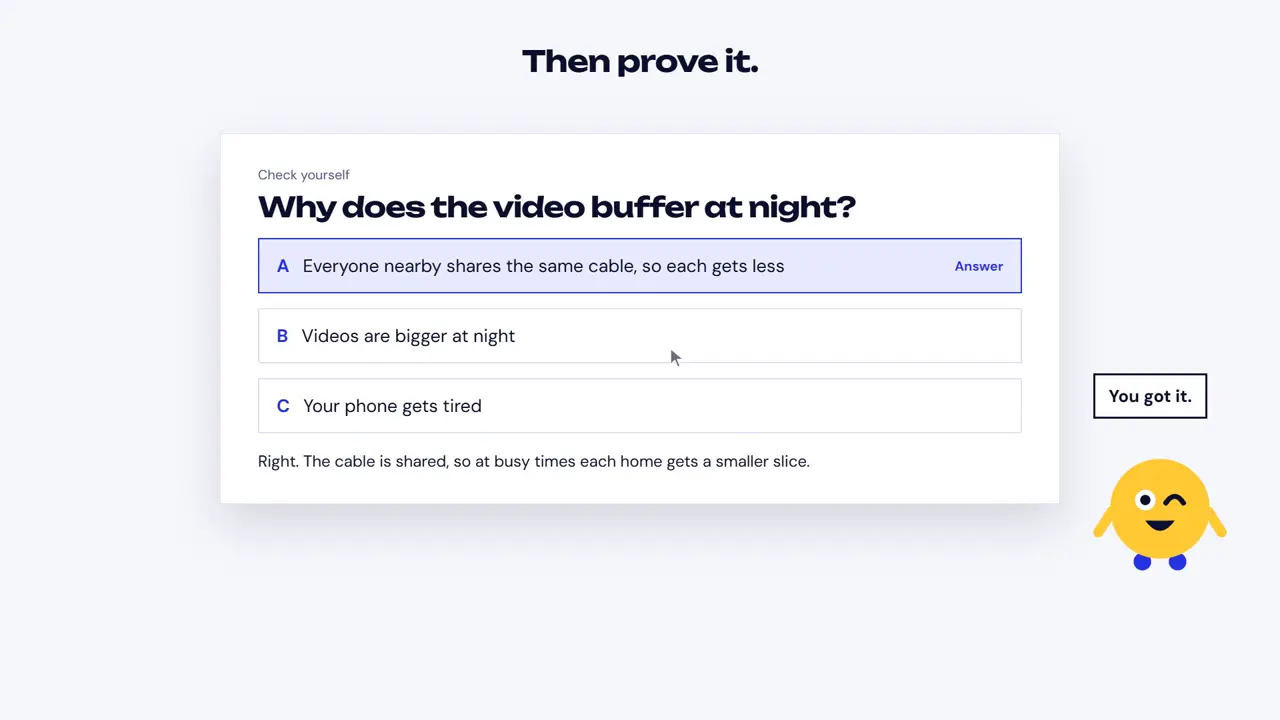 Then prove it.
Check yourself
Why does the video buffer at night?
A Everyone nearby shares the same cable, so each gets less Answer
B Videos are bigger at night
C Your phone gets tired
You got it.
Right. The cable is shared, so at busy times each home gets a smaller slice.